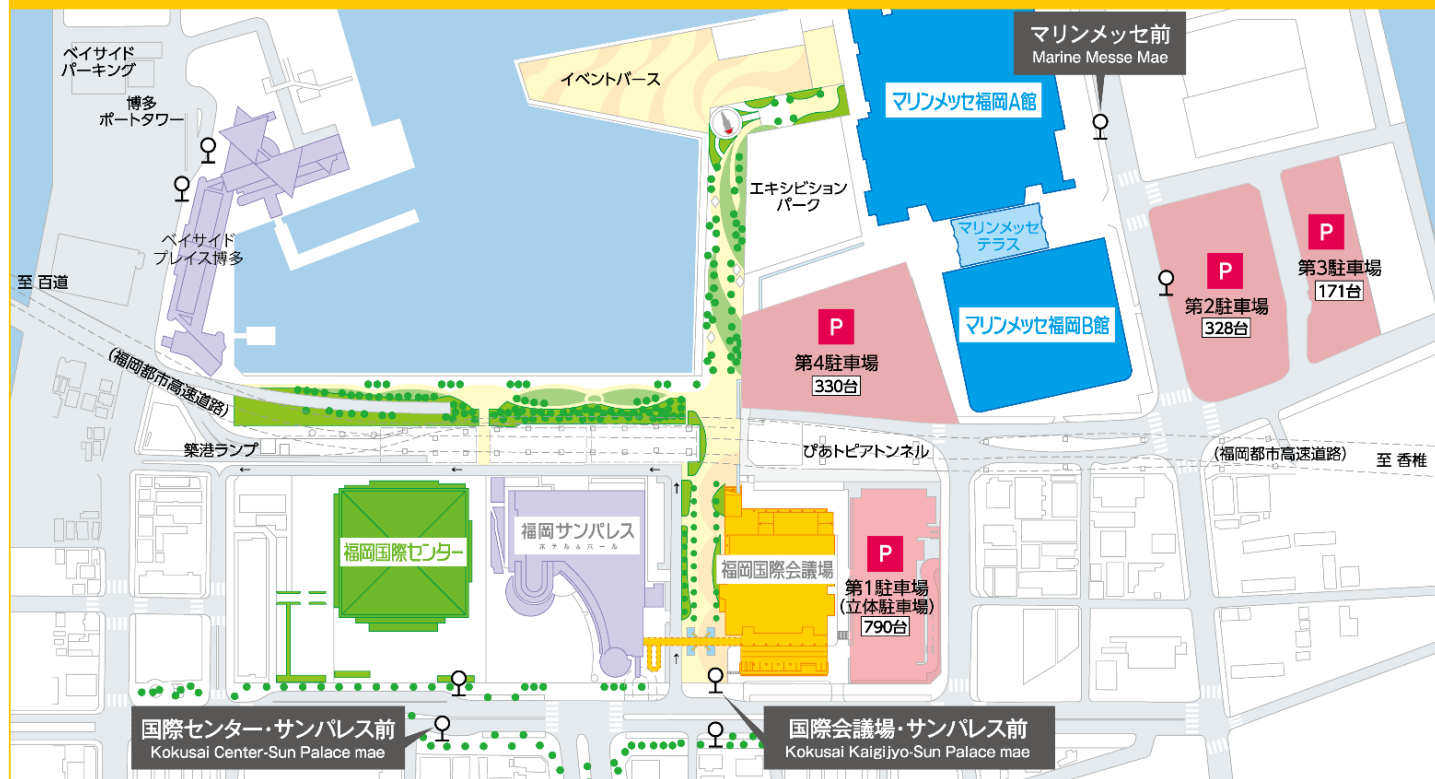 マリンメッセ前
Marine Messe Mae
ベイサイド
パーキング
イベントバース
マリンメッセ福岡A館
博多
ポートタワー
エキシビション
パーク
マリンメッセ
テラス
ベイサイド
プレイス博多
至 百道
P
第3駐車場
171台
P
第2駐車場
328台
マリンメッセ福岡B館
P
第4駐車場
330台
(福岡都市高速道路)
築港ランプ
ぴあトピアトンネル
(福岡都市高速道路)
至 香椎
福岡国際センター
福岡サンパレス
ホテル&ホール
福岡国際会議場
P
第1駐車場
(立体駐車場)
790台
国際センター・サンパレス前
Kokusai Center-Sun Palace mae
国際会議場・サンパレス前
Kokusai Kaigijyo-Sun Palace mae